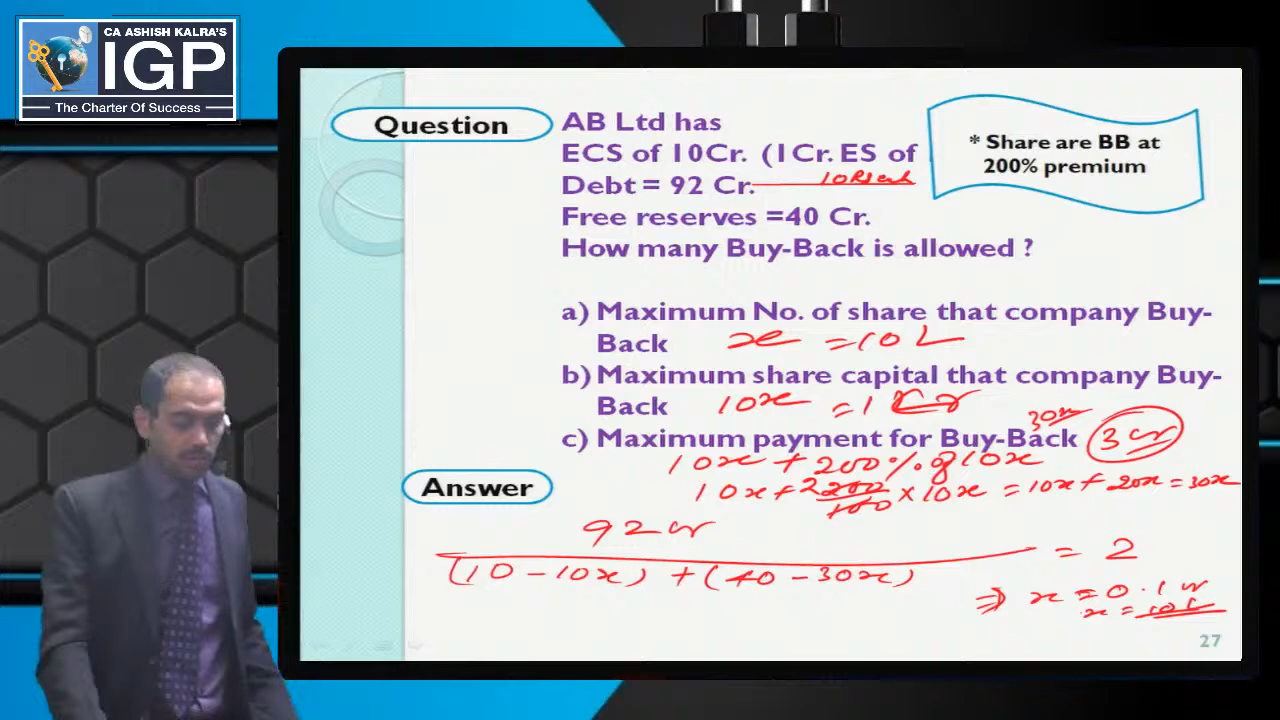 CA ASHISH KALRA'S
IGP
The Charter Of Success
Question
AB Ltd has
ECS of 10Cr. (1Cr. ES of
10Rs each
Debt = 92 Cr.
Free reserves =40 Cr.
How many Buy-Back is allowed ?
* Share are BB at
200% premium
a) Maximum No. of share that company Buy-
Back x = 10 L
b) Maximum share capital that company Buy-
Back 10x = 1 Cr
30x
c) Maximum payment for Buy-Back 3 cr
10x + 200% of 10x
Answer
10x + 2 200/100 × 10x = 10x + 20x = 30x
92 cr
(10 - 10x) + (40 - 30x) = 2
⇒ x = 0.1 cr
x = 10 L
27